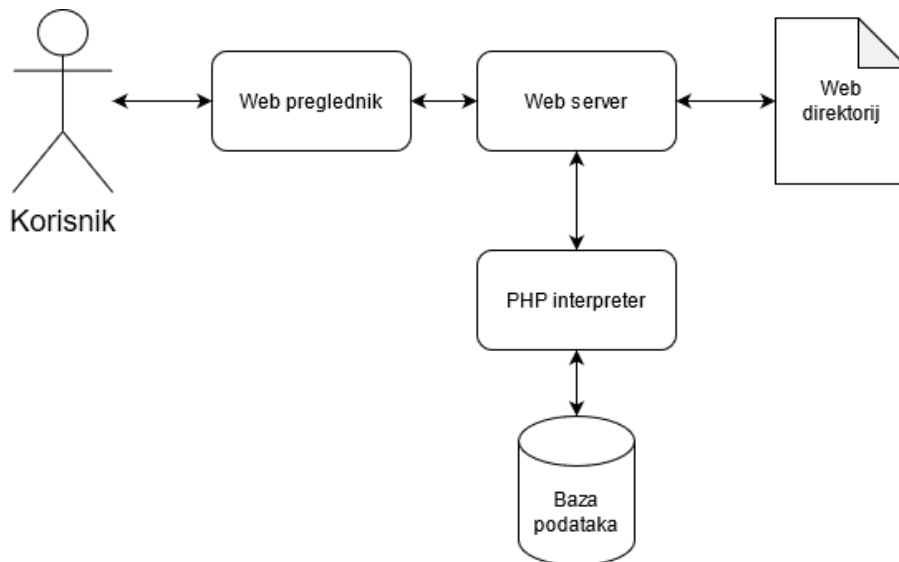 Korisnik
Web preglednik
Web server
Web
direktorij
PHP interpreter
Baza
podataka